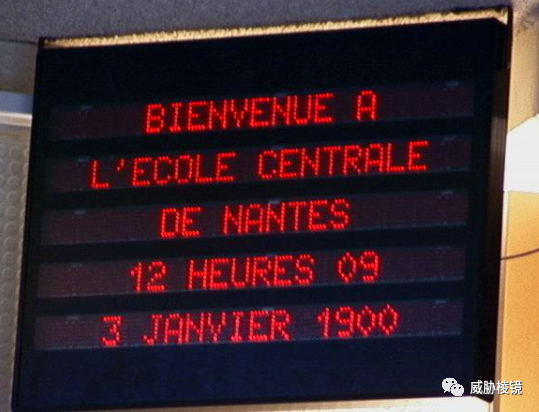 BIENVENUE A
L'ECOLE CENTRALE
DE NANTES
12 HEURES 09
3 JANVIER 1900
威胁棱镜